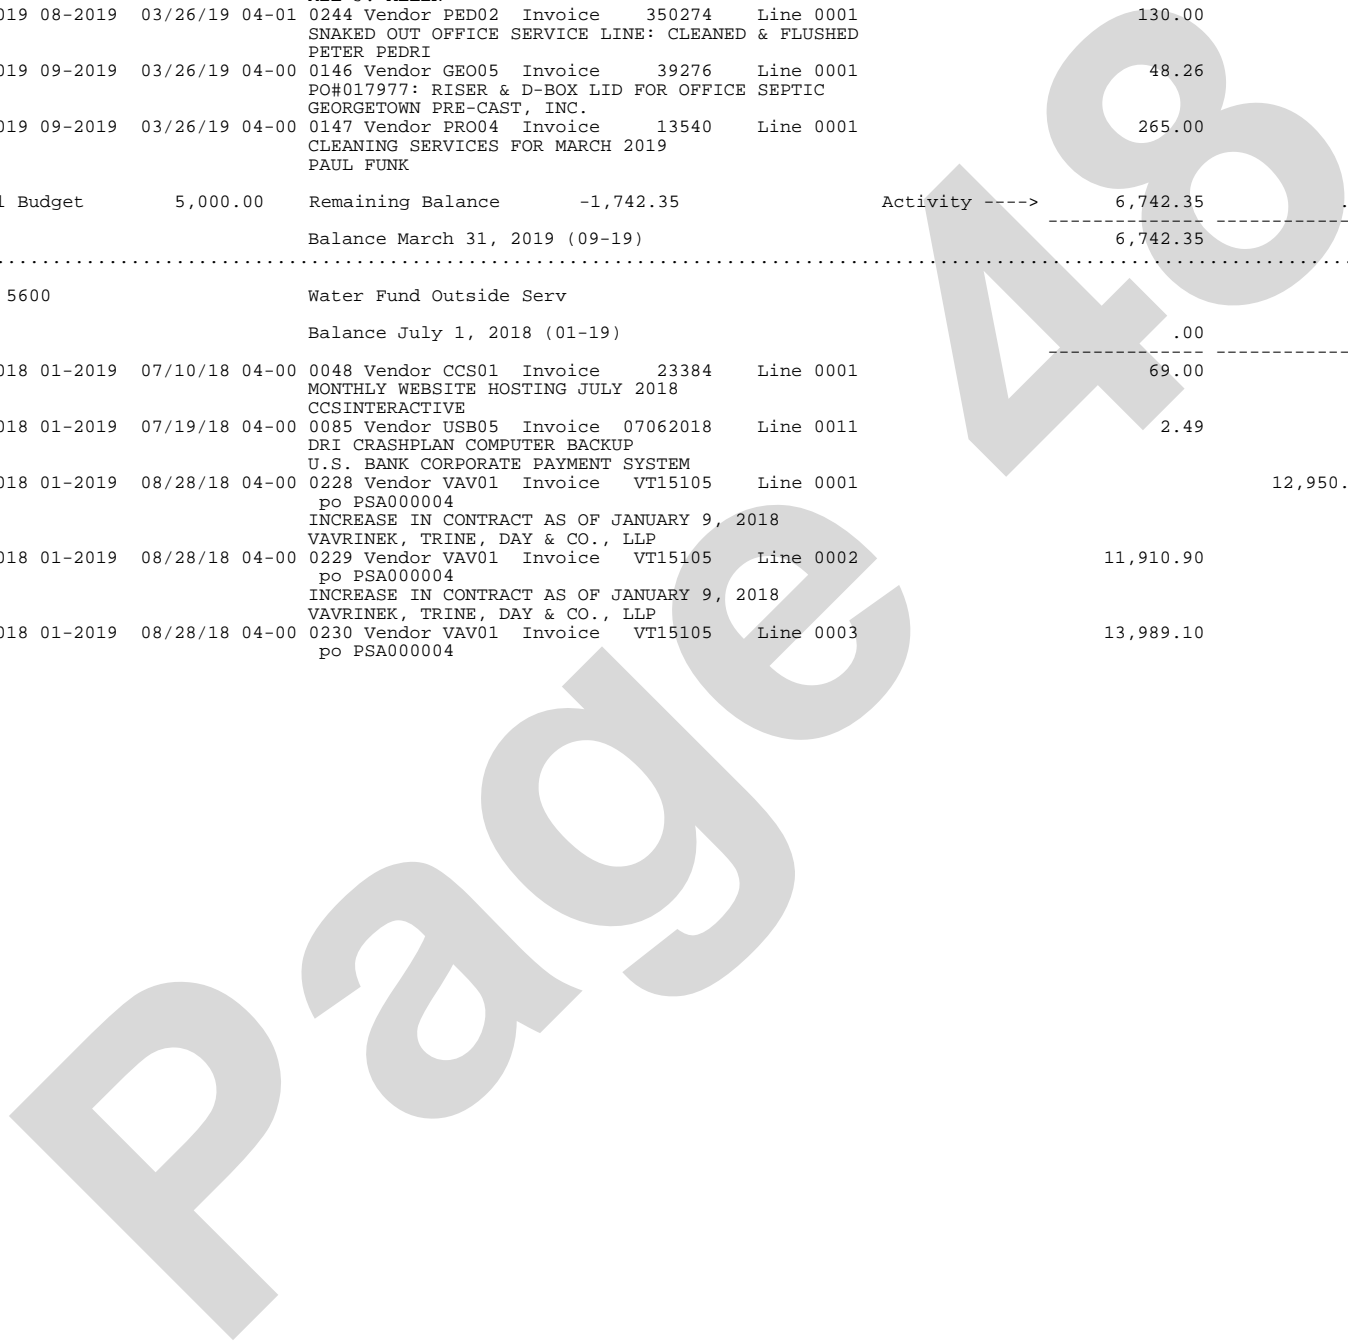 019 08-2019 03/26/19 04-01 0244 Vendor PED02 Invoice 350274 Line 0001 130.00
SNAKED OUT OFFICE SERVICE LINE: CLEANED & FLUSHED
PETER PEDRI
019 09-2019 03/26/19 04-00 0146 Vendor GEO05 Invoice 39276 Line 0001 48.26
PO#017977: RISER & D-BOX LID FOR OFFICE SEPTIC
GEORGETOWN PRE-CAST, INC.
019 09-2019 03/26/19 04-00 0147 Vendor PRO04 Invoice 13540 Line 0001 265.00
CLEANING SERVICES FOR MARCH 2019
PAUL FUNK
l Budget 5,000.00 Remaining Balance -1,742.35 Activity ----> 6,742.35 .
-------------- ------------
Balance March 31, 2019 (09-19) 6,742.35
5600 Water Fund Outside Serv
Balance July 1, 2018 (01-19) .00
-------------- ------------
018 01-2019 07/10/18 04-00 0048 Vendor CCS01 Invoice 23384 Line 0001 69.00
MONTHLY WEBSITE HOSTING JULY 2018
CCSINTERACTIVE
018 01-2019 07/19/18 04-00 0085 Vendor USB05 Invoice 07062018 Line 0011 2.49
DRI CRASHPLAN COMPUTER BACKUP
U.S. BANK CORPORATE PAYMENT SYSTEM
018 01-2019 08/28/18 04-00 0228 Vendor VAV01 Invoice VT15105 Line 0001 12,950.
po PSA000004
INCREASE IN CONTRACT AS OF JANUARY 9, 2018
VAVRINEK, TRINE, DAY & CO., LLP
018 01-2019 08/28/18 04-00 0229 Vendor VAV01 Invoice VT15105 Line 0002 11,910.90
po PSA000004
INCREASE IN CONTRACT AS OF JANUARY 9, 2018
VAVRINEK, TRINE, DAY & CO., LLP
018 01-2019 08/28/18 04-00 0230 Vendor VAV01 Invoice VT15105 Line 0003 13,989.10
po PSA000004
Page 48